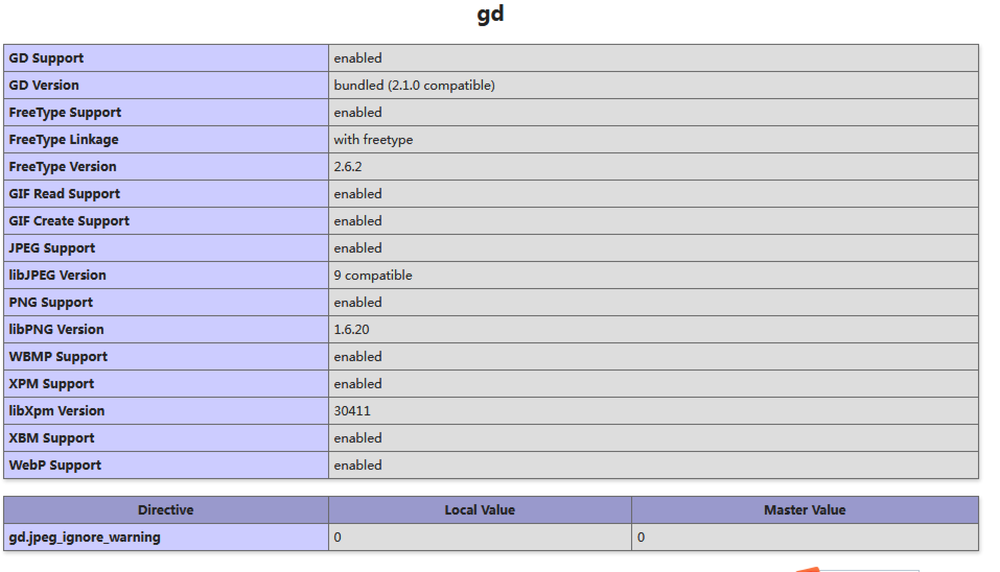 gd
GD Support enabled
GD Version bundled (2.1.0 compatible)
FreeType Support enabled
FreeType Linkage with freetype
FreeType Version 2.6.2
GIF Read Support enabled
GIF Create Support enabled
JPEG Support enabled
libJPEG Version 9 compatible
PNG Support enabled
libPNG Version 1.6.20
WBMP Support enabled
XPM Support enabled
libXpm Version 30411
XBM Support enabled
WebP Support enabled
Directive Local Value Master Value
gd.jpeg_ignore_warning 0 0